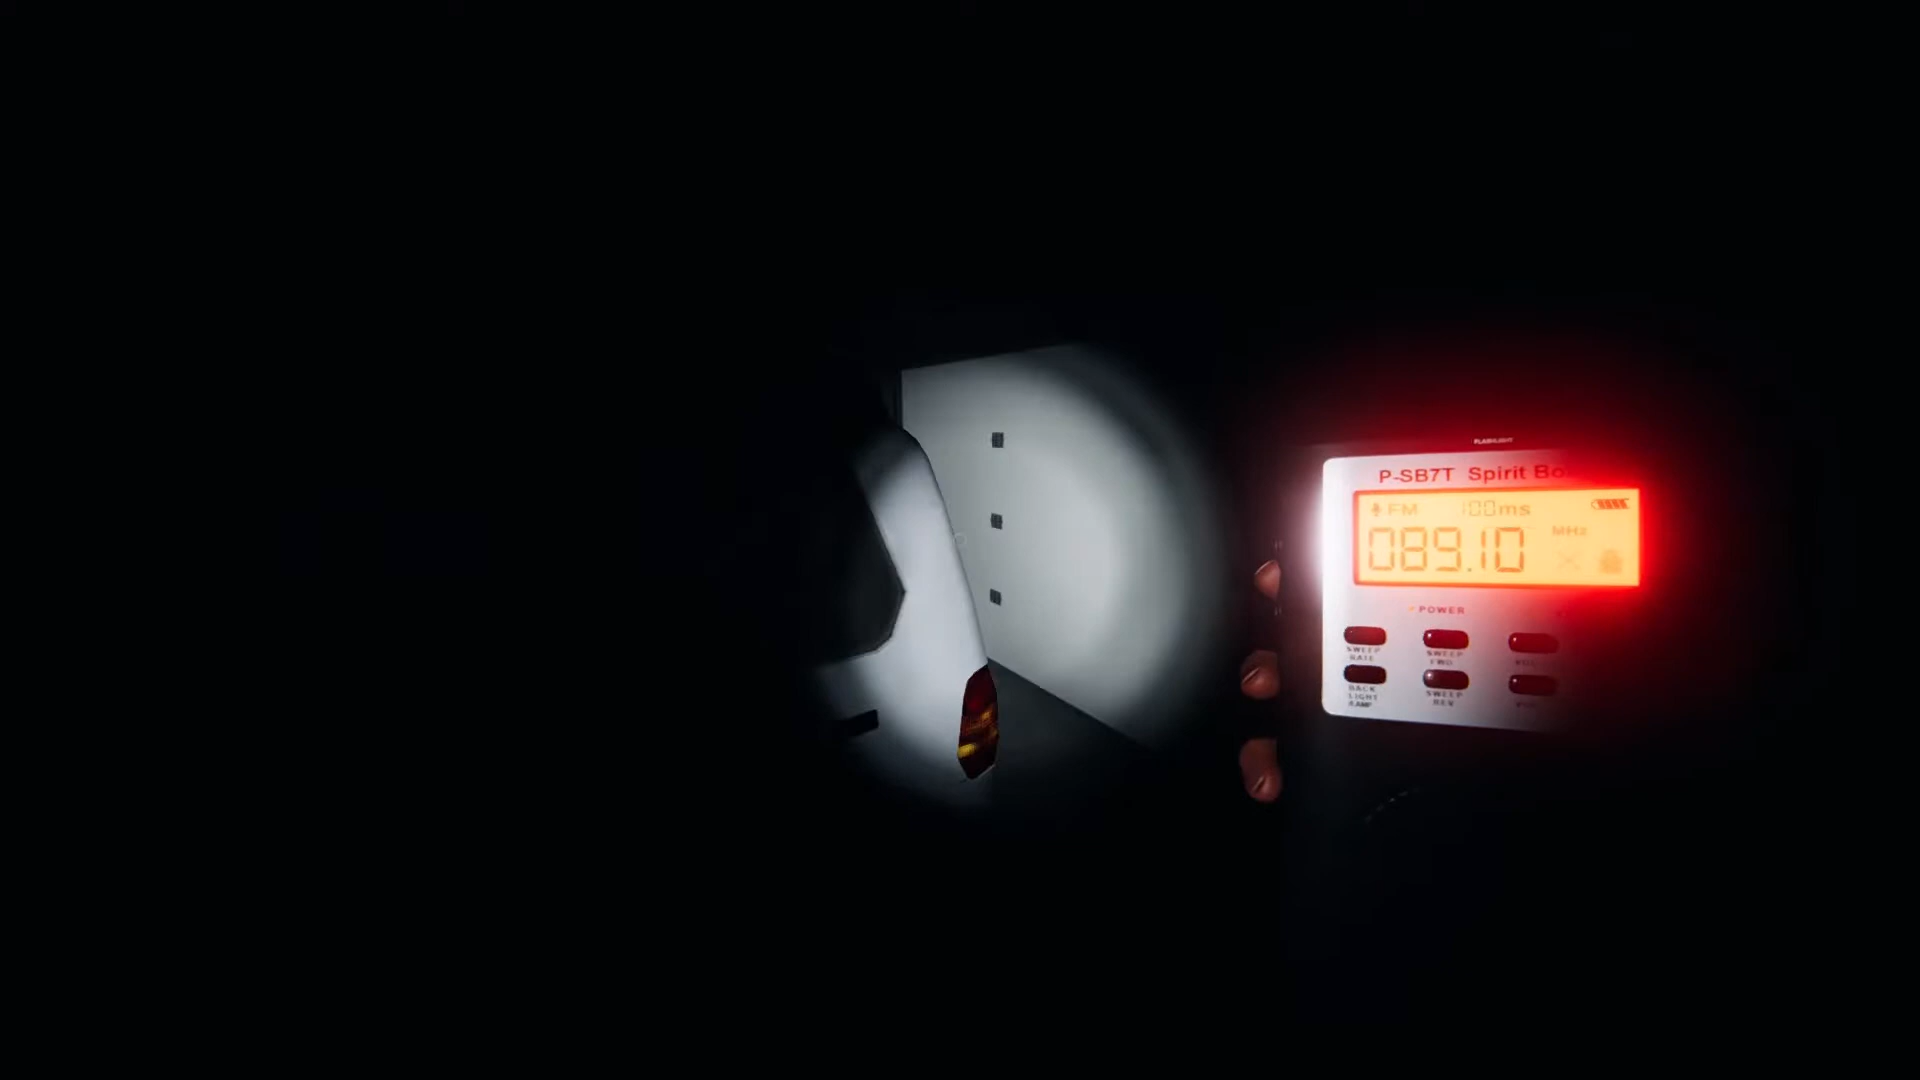 FLASHLIGHT
P-SB7T Spirit Bo
FM 100ms
089.10 MHz
POWER
SWEEP RATE
SWEEP FWD
BACK LIGHT
SWEEP REV